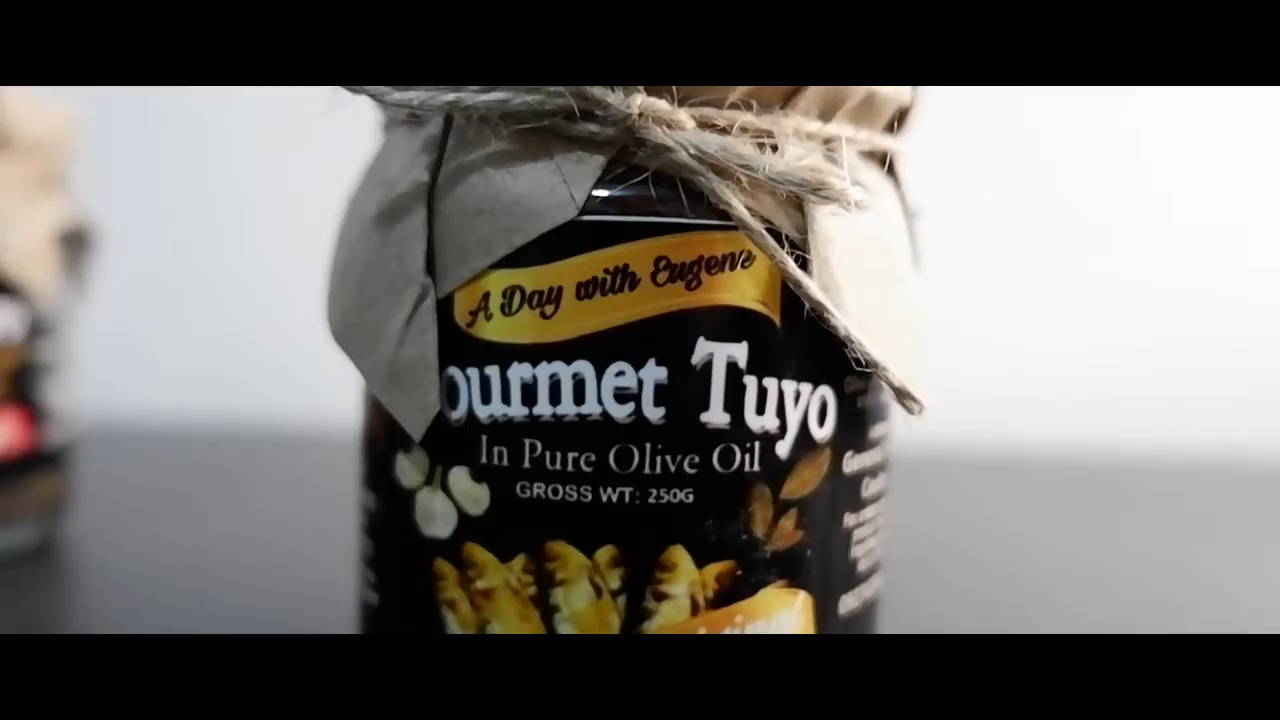 A Day with Eugene
ourmet Tuyo
In Pure Olive Oil
GROSS WT: 250G